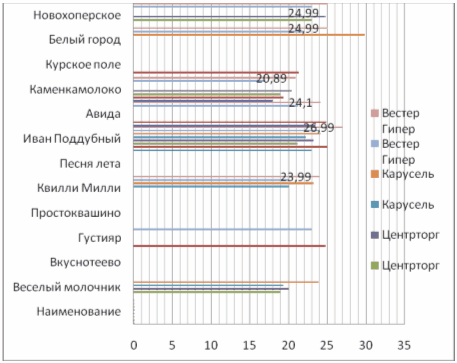 Новохоперское
24,99
Белый город
24,99
Курское поле
20,89
Каменкамолоко
24,1
Авида
26,99
Иван Поддубный
Песня лета
23,99
Квилли Милли
Простоквашино
Густияр
Вкуснотеево
Веселый молочник
Наименование
0 5 10 15 20 25 30 35
Вестер
Гипер
Вестер
Гипер
Карусель
Карусель
Центрторг
Центрторг